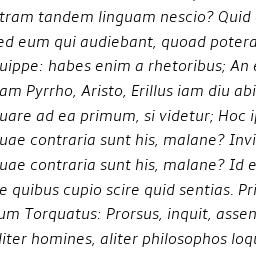 tram tandem linguam nescio? Quid
ed eum qui audiebant, quoad potera
uippe: habes enim a rhetoribus; An
am Pyrrho, Aristo, Erillus iam diu abi
uare ad ea primum, si videtur; Hoc i
uae contraria sunt his, malane? Invi
uae contraria sunt his, malane? Id e
e quibus cupio scire quid sentias. Pri
um Torquatus: Prorsus, inquit, assen
liter homines, aliter philosophos loqu